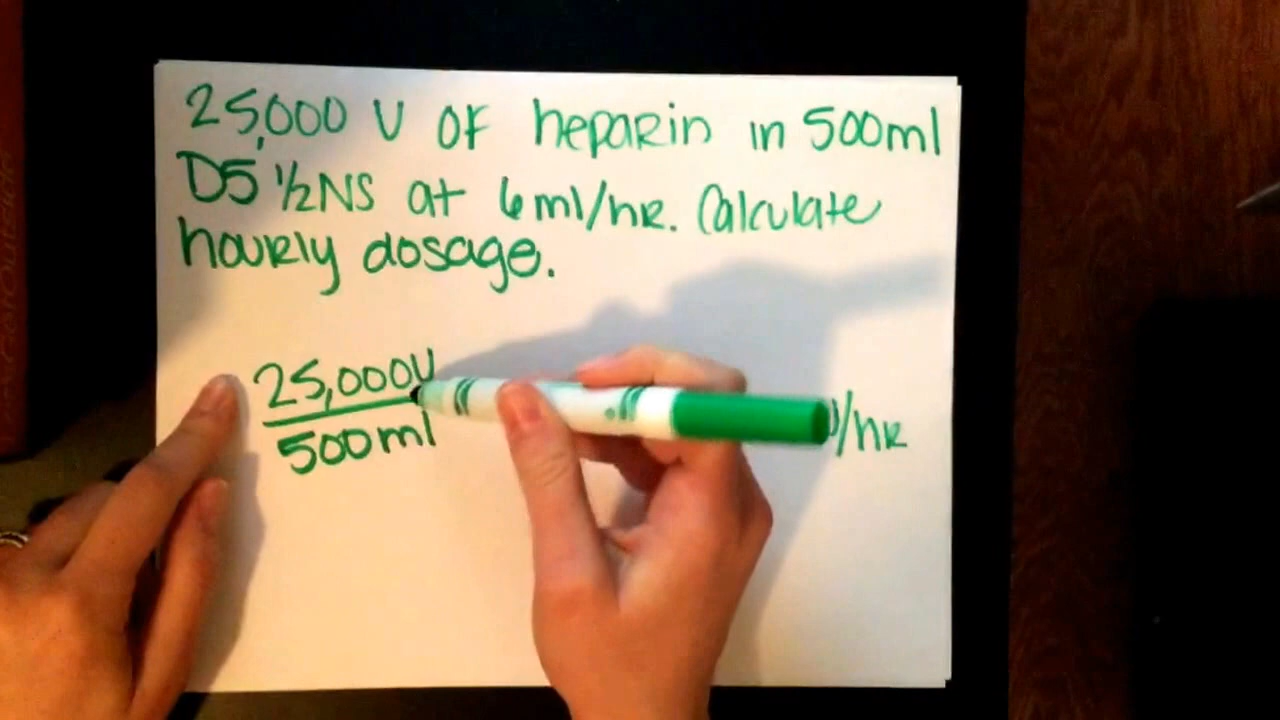 25,000 U OF heparin in 500ml
D5 ½NS at 6ml/hr. Calculate
hourly dosage.
25,000U
500ml
/hr